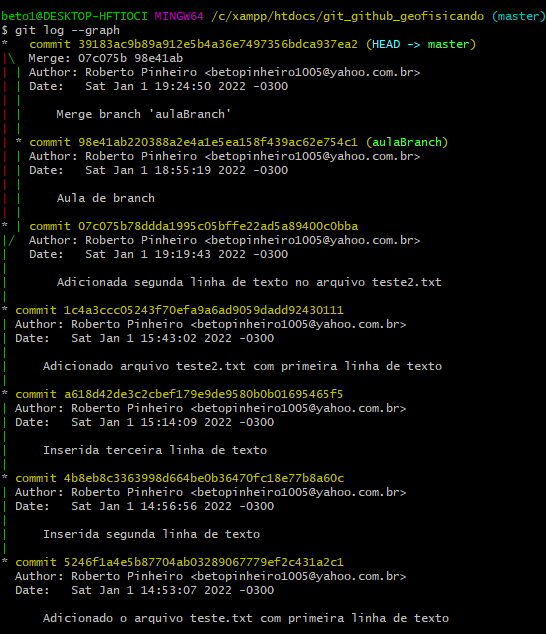 beto1@DESKTOP-HFTIOCI MINGW64 /c/xampp/htdocs/git_github_geofisicando (master)
$ git log --graph
*   commit 39183ac9b89a912e5b4a36e7497356bdca937ea2 (HEAD -> master)
|\  Merge: 07c075b 98e41ab
| | Author: Roberto Pinheiro <betopinheiro1005@yahoo.com.br>
| | Date:   Sat Jan 1 19:24:50 2022 -0300
| |
| |     Merge branch 'aulaBranch'
| |
| * commit 98e41ab220388a2e4a1e5ea158f439ac62e754c1 (aulaBranch)
| | Author: Roberto Pinheiro <betopinheiro1005@yahoo.com.br>
| | Date:   Sat Jan 1 18:55:19 2022 -0300
| |
| |     Aula de branch
| |
* | commit 07c075b78ddda1995c05bffe22ad5a89400c0bba
|/  Author: Roberto Pinheiro <betopinheiro1005@yahoo.com.br>
|   Date:   Sat Jan 1 19:19:43 2022 -0300
|
|       Adicionada segunda linha de texto no arquivo teste2.txt
|
* commit 1c4a3ccc05243f70efa9a6ad9059dadd92430111
| Author: Roberto Pinheiro <betopinheiro1005@yahoo.com.br>
| Date:   Sat Jan 1 15:43:02 2022 -0300
|
|     Adicionado arquivo teste2.txt com primeira linha de texto
|
* commit a618d42de3c2cbef179e9de9580b0b01695465f5
| Author: Roberto Pinheiro <betopinheiro1005@yahoo.com.br>
| Date:   Sat Jan 1 15:14:09 2022 -0300
|
|     Inserida terceira linha de texto
|
* commit 4b8eb8c3363998d664be0b36470fc18e77b8a60c
| Author: Roberto Pinheiro <betopinheiro1005@yahoo.com.br>
| Date:   Sat Jan 1 14:56:56 2022 -0300
|
|     Inserida segunda linha de texto
|
* commit 5246f1a4e5b87704ab03289067779ef2c431a2c1
  Author: Roberto Pinheiro <betopinheiro1005@yahoo.com.br>
  Date:   Sat Jan 1 14:53:07 2022 -0300

      Adicionado o arquivo teste.txt com primeira linha de texto